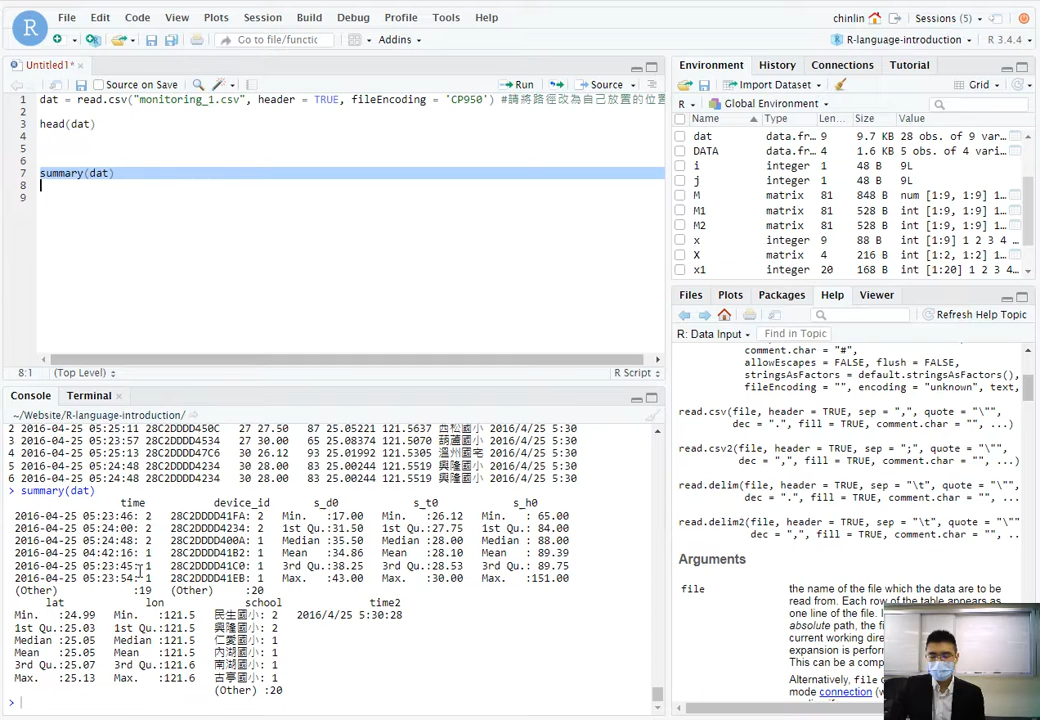 File Edit Code View Plots Session Build Debug Profile Tools Help
chinlin Sessions (5)
Go to file/functic Addins
R-language-introduction R 3.4.4
Untitled1*
Source on Save Run Source
1 dat = read.csv("monitoring_1.csv", header = TRUE, fileEncoding = 'CP950') #請將路徑改為自己放置的位置
2
3 head(dat)
4
5
6
7 summary(dat)
8
9
8:1 (Top Level) R Script
Console Terminal
~/Website/R-language-introduction/
2 2016-04-25 05:25:11 28C2DDDD450C 27 27.50 87 25.05221 121.5637 西松國小 2016/4/25 5:30
3 2016-04-25 05:23:57 28C2DDDD4534 27 30.00 65 25.08374 121.5070 葫蘆國小 2016/4/25 5:30
4 2016-04-25 05:25:13 28C2DDDD47C6 30 26.12 93 25.01992 121.5305 溫州國宅 2016/4/25 5:30
5 2016-04-25 05:24:48 28C2DDDD4234 30 28.00 88 25.00244 121.5519 興隆國小 2016/4/25 5:30
6 2016-04-25 05:24:48 28C2DDDD4234 30 28.00 88 25.00244 121.5519 興隆國小 2016/4/25 5:30
> summary(dat)
time device_id s_d0 s_t0 s_h0
2016-04-25 05:23:46: 2 28C2DDDD41FA: 2 Min. :17.00 Min. :26.12 Min. : 65.00
2016-04-25 05:24:00: 2 28C2DDDD4234: 2 1st Qu.:31.50 1st Qu.:27.75 1st Qu.: 84.00
2016-04-25 05:24:48: 2 28C2DDDD400A: 1 Median :35.50 Median :28.00 Median : 88.00
2016-04-25 04:42:16: 1 28C2DDDD41B2: 1 Mean :34.86 Mean :28.10 Mean : 89.39
2016-04-25 05:23:45: 1 28C2DDDD41C0: 1 3rd Qu.:38.25 3rd Qu.:28.53 3rd Qu.: 89.75
2016-04-25 05:23:54: 1 28C2DDDD41EB: 1 Max. :43.00 Max. :30.00 Max. :151.00
(Other) :19 (Other) :20
lat lon school time2
Min. :24.99 Min. :121.5 民生國小: 2 2016/4/25 5:30:28
1st Qu.:25.03 1st Qu.:121.5 興隆國小: 2
Median :25.05 Median :121.5 仁愛國小: 1
Mean :25.05 Mean :121.5 內湖國小: 1
3rd Qu.:25.07 3rd Qu.:121.6 南湖國小: 1
Max. :25.13 Max. :121.6 古亭國小: 1
(Other) :20
>
Environment History Connections Tutorial
Import Dataset Grid
R Global Environment
Name Type Len… Size Value
dat data.fr… 9 9.7 KB 28 obs. of 9 var…
DATA data.fr… 4 1.6 KB 5 obs. of 4 vari…
i integer 1 48 B 9L
j integer 1 48 B 9L
M matrix 81 848 B num [1:9, 1:9] 1…
M1 matrix 81 528 B int [1:9, 1:9] 1…
M2 matrix 81 528 B int [1:9, 1:9] 1…
x integer 9 88 B int [1:9] 1 2 3 4 …
X matrix 4 216 B int [1:2, 1:2] 1…
x1 integer 20 168 B int [1:20] 1 2 3 4…
Files Plots Packages Help Viewer
Refresh Help Topic
R: Data Input Find in Topic
comment.char = "#",
allowEscapes = FALSE, flush = FALSE,
stringsAsFactors = default.stringsAsFactors(),
fileEncoding = "", encoding = "unknown", text,
read.csv(file, header = TRUE, sep = ",", quote = "\"",
dec = ".", fill = TRUE, comment.char = "", …)
read.csv2(file, header = TRUE, sep = ";", quote = "\"",
dec = ",", fill = TRUE, comment.char = "", …)
read.delim(file, header = TRUE, sep = "\t", quote = "\"
dec = ".", fill = TRUE, comment.char = "", …)
read.delim2(file, header = TRUE, sep = "\t", quote = "\"
dec = ",", fill = TRUE, comment.char = "", …
Arguments
file the name of the file which the data are to be
read from. Each row of the table appears as
one line of the file.
absolute path, the fi
current working dire
expansion is perforn
This can be a compr
Alternatively, file c
mode connection (w